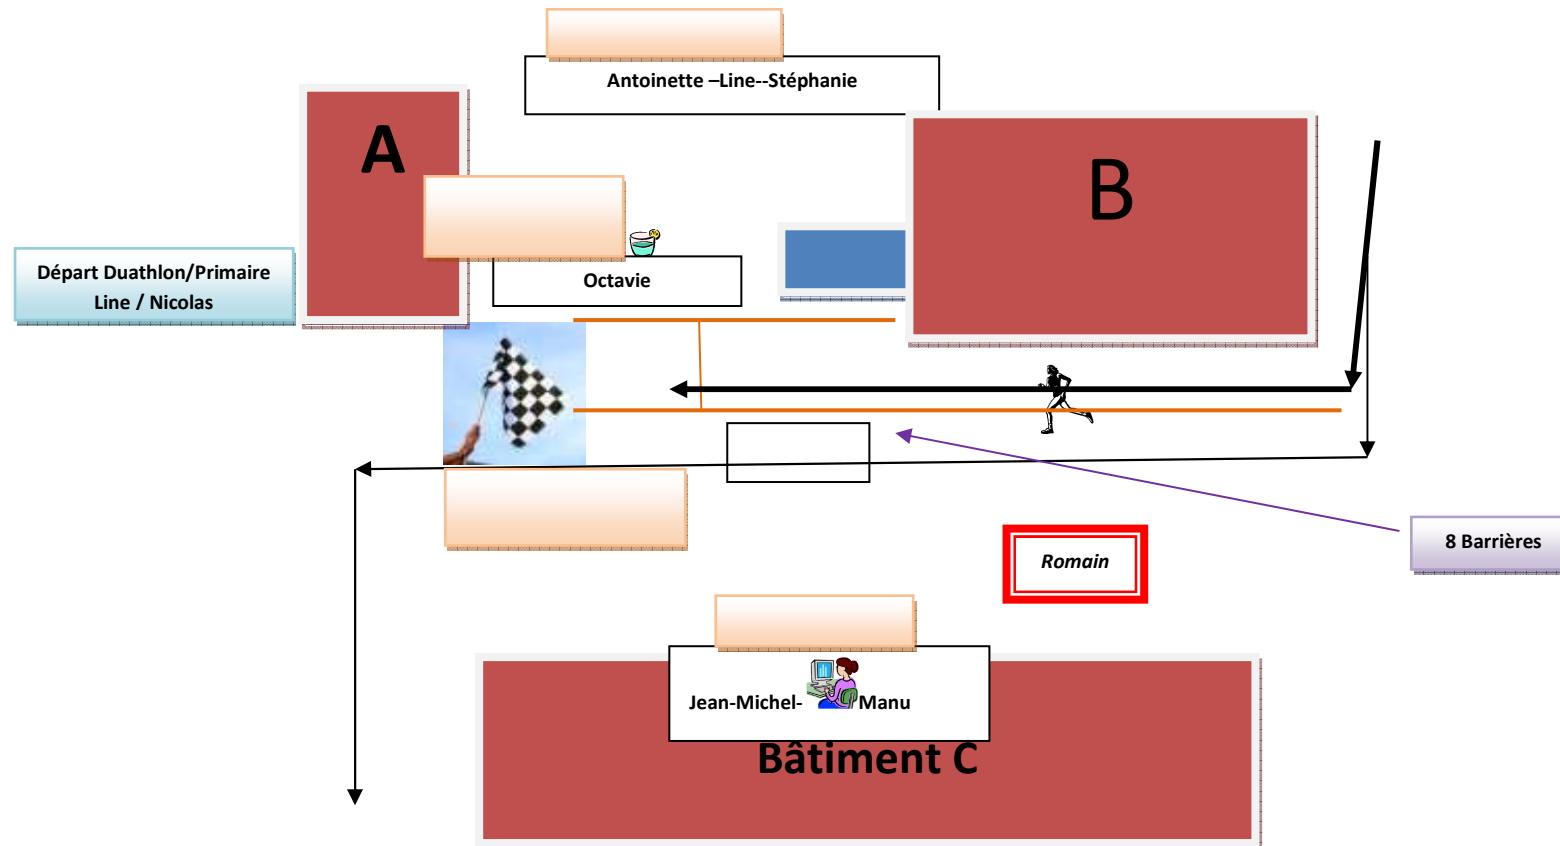 Antoinette –Line--Stéphanie
A
B
Départ Duathlon/Primaire
Line / Nicolas
Octavie
8 Barrières
Romain
Jean-Michel- Manu
Bâtiment C